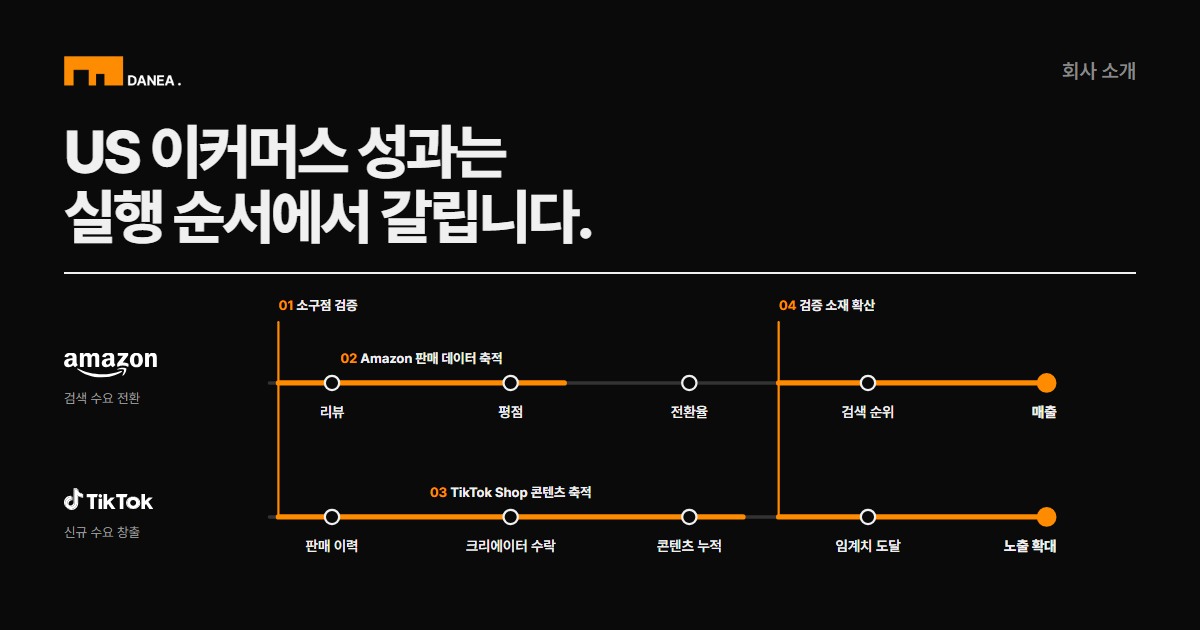 DANEA .
회사 소개
US 이커머스 성과는
실행 순서에서 갈립니다.
01 소구점 검증
04 검증 소재 확산
amazon
검색 수요 전환
02 Amazon 판매 데이터 축적
리뷰
평점
전환율
검색 순위
매출
TikTok
신규 수요 창출
03 TikTok Shop 콘텐츠 축적
판매 이력
크리에이터 수락
콘텐츠 누적
임계치 도달
노출 확대